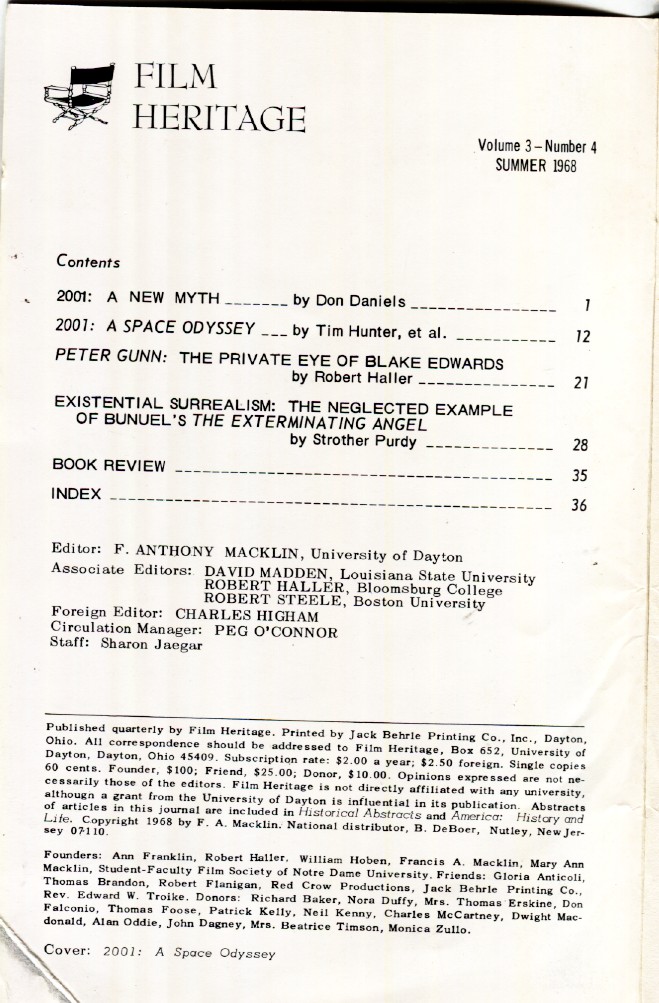 FILM
HERITAGE
Volume 3 – Number 4
SUMMER 1968
Contents
2001: A NEW MYTH _______ by Don Daniels ________________ 1
2001: A SPACE ODYSSEY ___ by Tim Hunter, et al. ___________ 12
PETER GUNN: THE PRIVATE EYE OF BLAKE EDWARDS
by Robert Haller _______________ 21
EXISTENTIAL SURREALISM: THE NEGLECTED EXAMPLE
OF BUNUEL'S THE EXTERMINATING ANGEL
by Strother Purdy ______________ 28
BOOK REVIEW __________________________________________ 35
INDEX _________________________________________________ 36
Editor: F. ANTHONY MACKLIN, University of Dayton
Associate Editors: DAVID MADDEN, Louisiana State University
ROBERT HALLER, Bloomsburg College
ROBERT STEELE, Boston University
Foreign Editor: CHARLES HIGHAM
Circulation Manager: PEG O'CONNOR
Staff: Sharon Jaegar
Published quarterly by Film Heritage. Printed by Jack Behrle Printing Co., Inc., Dayton,
Ohio. All correspondence should be addressed to Film Heritage, Box 652, University of
Dayton, Dayton, Ohio 45409. Subscription rate: $2.00 a year; $2.50 foreign. Single copies
60 cents. Founder, $100; Friend, $25.00; Donor, $10.00. Opinions expressed are not ne-
cessarily those of the editors. Film Heritage is not directly affiliated with any university,
although a grant from the University of Dayton is influential in its publication. Abstracts
of articles in this journal are included in Historical Abstracts and America: History and
Life. Copyright 1968 by F. A. Macklin. National distributor, B. DeBoer, Nutley, New Jer-
sey 07110.
Founders: Ann Franklin, Robert Haller, William Hoben, Francis A. Macklin, Mary Ann
Macklin, Student-Faculty Film Society of Notre Dame University. Friends: Gloria Anticoli,
Thomas Brandon, Robert Flanigan, Red Crow Productions, Jack Behrle Printing Co.,
Rev. Edward W. Troike. Donors: Richard Baker, Nora Duffy, Mrs. Thomas Erskine, Don
Falconio, Thomas Foose, Patrick Kelly, Neil Kenny, Charles McCartney, Dwight Mac-
donald, Alan Oddie, John Dagney, Mrs. Beatrice Timson, Monica Zullo.
Cover: 2001: A Space Odyssey